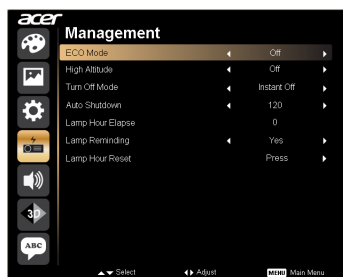 acer
Management
ECO Mode Off
High Altitude Off
Turn Off Mode Instant Off
Auto Shutdown 120
Lamp Hour Elapse 0
Lamp Reminding Yes
Lamp Hour Reset Press
3D
ABC
Select Adjust MENU Main Menu